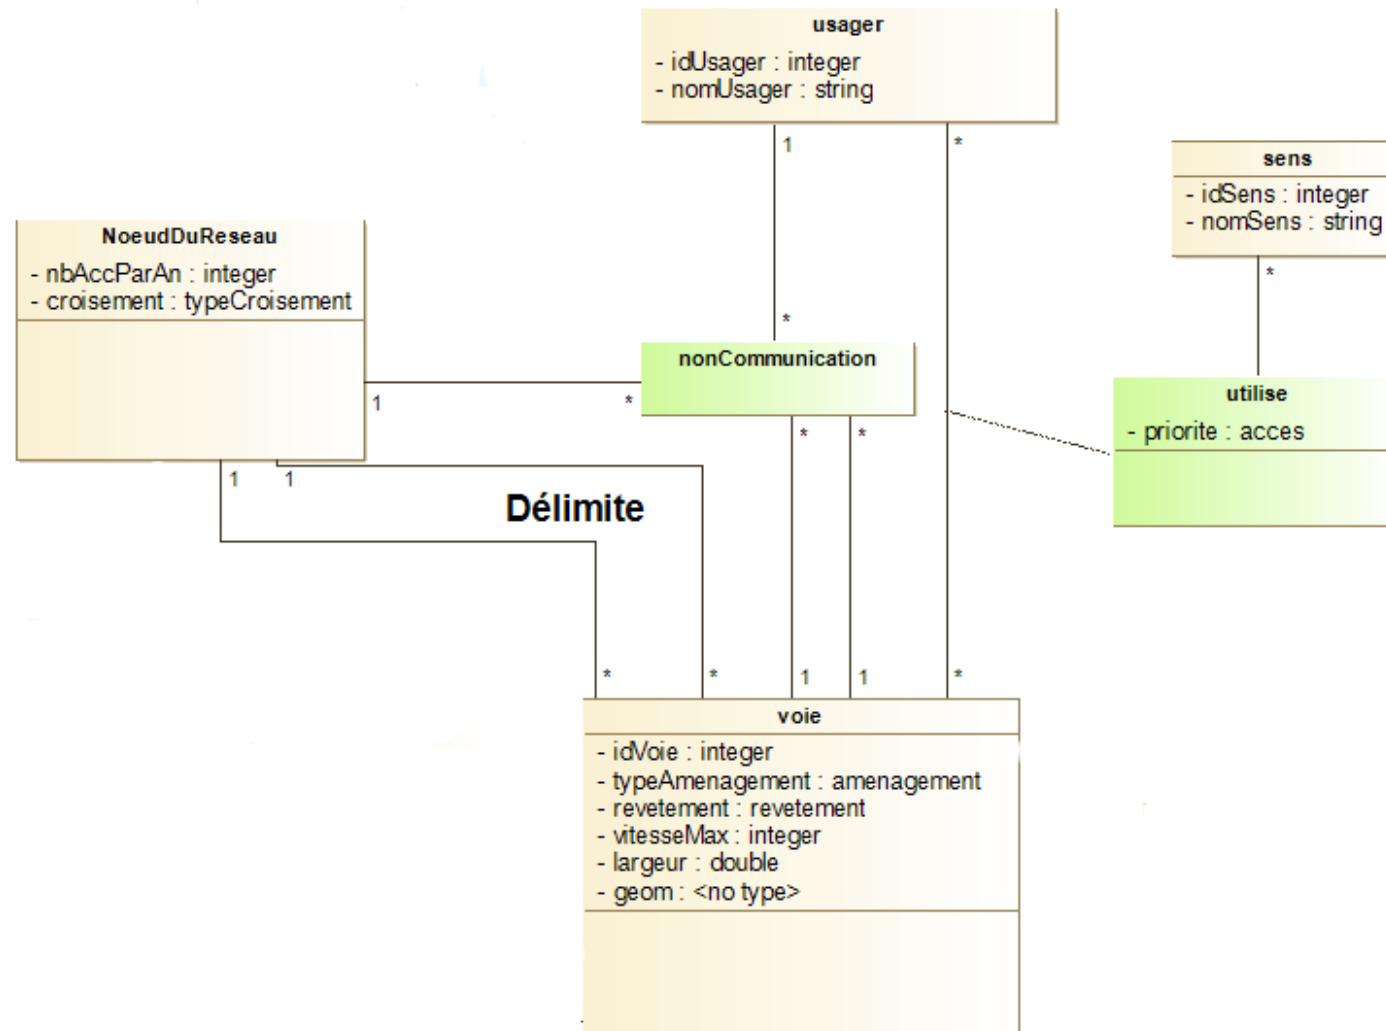 usager
- idUsager : integer
- nomUsager : string
1
*
sens
- idSens : integer
- nomSens : string
*
NoeudDuReseau
- nbAccParAn : integer
- croisement : typeCroisement
*
nonCommunication
1
*
utilise
- priorite : acces
*
*
1
1
Délimite
*
*
1
1
*
voie
- idVoie : integer
- typeAmenagement : amenagement
- revetement : revetement
- vitesseMax : integer
- largeur : double
- geom : <no type>